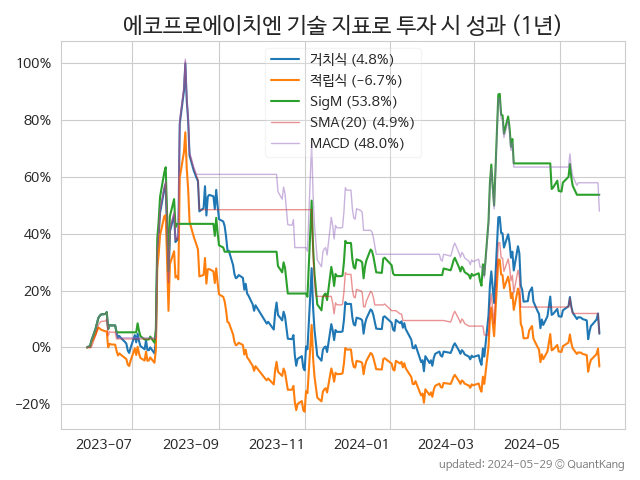 에코프로에이치엔 기술 지표로 투자 시 성과 (1년)
거치식 (4.8%)
적립식 (−6.7%)
SigM (53.8%)
SMA(20) (4.9%)
MACD (48.0%)
100%
80%
60%
40%
20%
0%
−20%
2023−07
2023−09
2023−11
2024−01
2024−03
2024−05
updated: 2024−05−29 ⓒ QuantKang